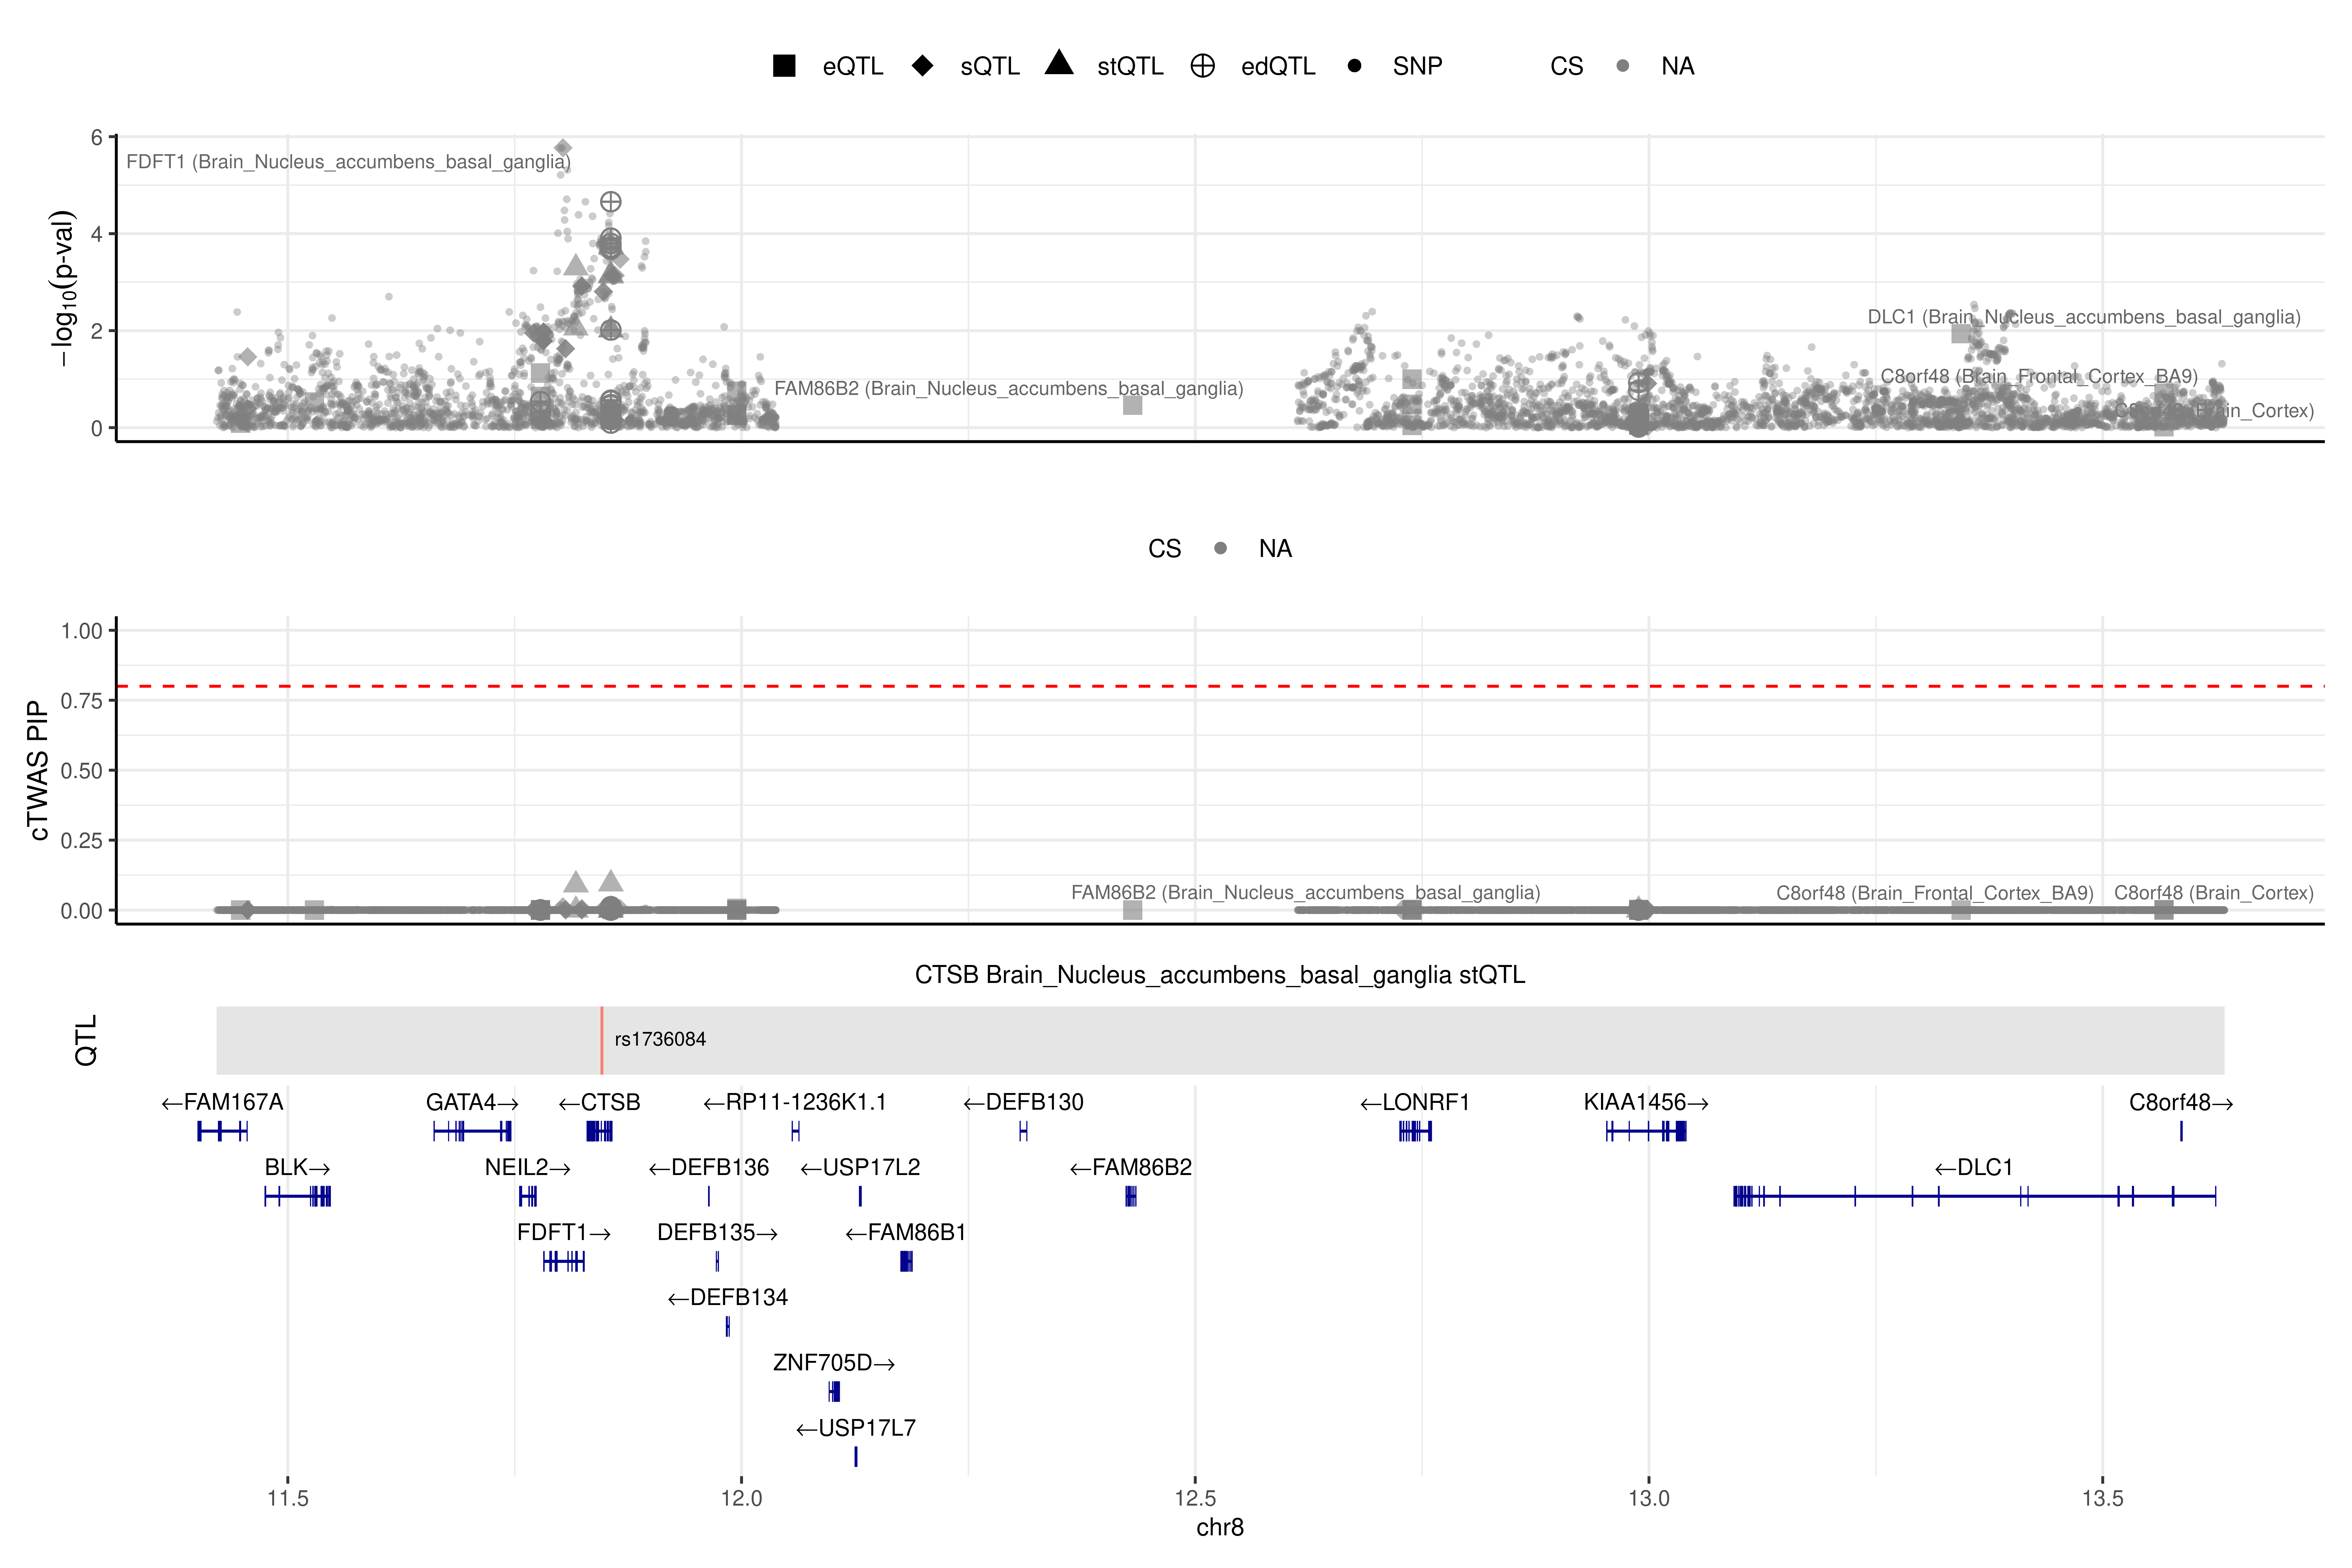 eQTL sQTL stQTL edQTL SNP CS NA
−log10(p-val)
6
4
2
0
FDFT1 (Brain_Nucleus_accumbens_basal_ganglia)
DLC1 (Brain_Nucleus_accumbens_basal_ganglia)
FAM86B2 (Brain_Nucleus_accumbens_basal_ganglia)
C8orf48 (Brain_Frontal_Cortex_BA9)
C8orf48 (Brain_Cortex)
CS NA
cTWAS PIP
1.00
0.75
0.50
0.25
0.00
FAM86B2 (Brain_Nucleus_accumbens_basal_ganglia)
C8orf48 (Brain_Frontal_Cortex_BA9)
C8orf48 (Brain_Cortex)
CTSB Brain_Nucleus_accumbens_basal_ganglia stQTL
QTL
rs1736084
←FAM167A GATA4→ ←CTSB ←RP11-1236K1.1 ←DEFB130 ←LONRF1 KIAA1456→ C8orf48→
BLK→ NEIL2→ ←DEFB136 ←USP17L2 ←FAM86B2 ←DLC1
FDFT1→ DEFB135→ ←FAM86B1
←DEFB134
ZNF705D→
←USP17L7
11.5 12.0 12.5 13.0 13.5
chr8